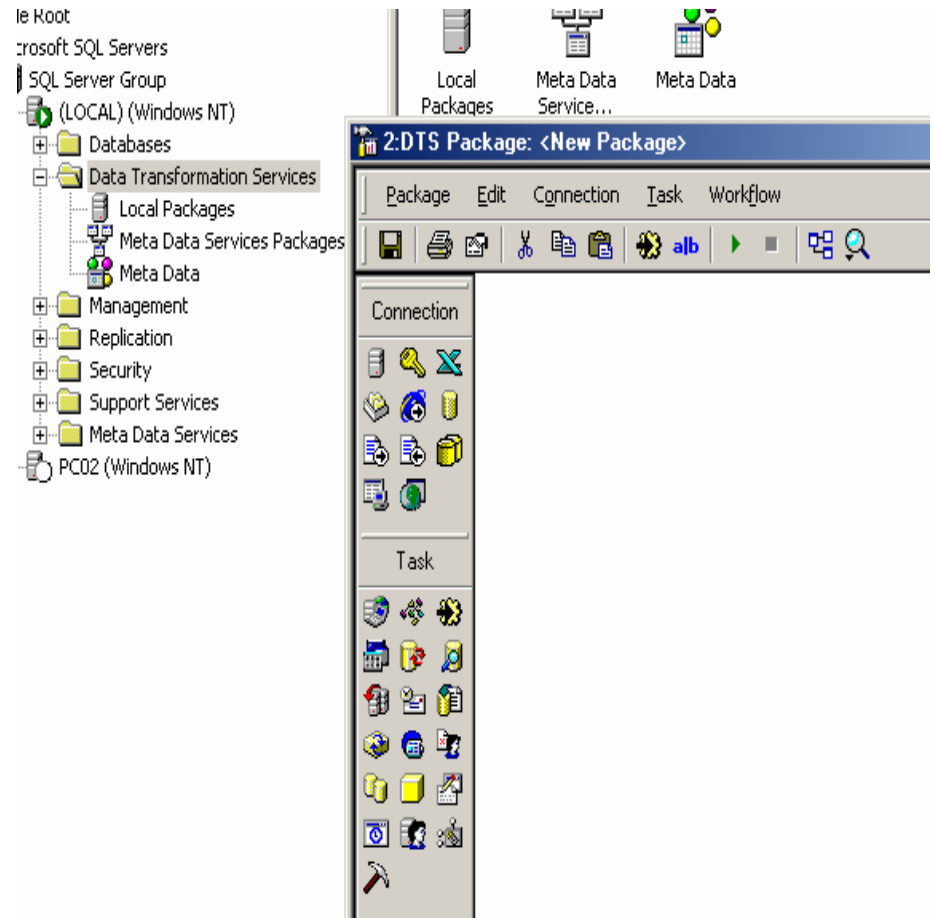 le Root
crosoft SQL Servers
SQL Server Group
(LOCAL) (Windows NT)
Databases
Data Transformation Services
Local Packages
Meta Data Services Packages
Meta Data
Management
Replication
Security
Support Services
Meta Data Services
PC02 (Windows NT)
Local
Packages
Meta Data
Service...
Meta Data
2:DTS Package: <New Package>
Package Edit Connection Task Workflow
a|b
Connection
Task